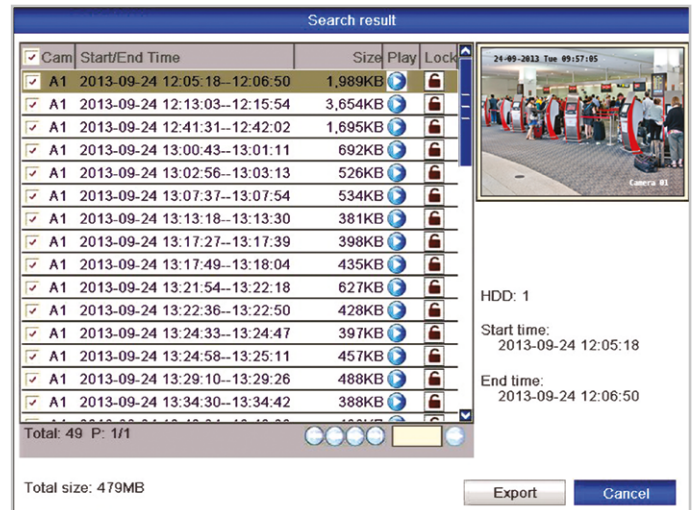 Search result
Cam Start/End Time Size Play Lock
A1 2013-09-24 12:05:18--12:06:50 1,989KB
A1 2013-09-24 12:13:03--12:15:54 3,654KB
A1 2013-09-24 12:41:31--12:42:02 1,695KB
A1 2013-09-24 13:00:43--13:01:11 692KB
A1 2013-09-24 13:02:56--13:03:13 526KB
A1 2013-09-24 13:07:37--13:07:54 534KB
A1 2013-09-24 13:13:18--13:13:30 381KB
A1 2013-09-24 13:17:27--13:17:39 398KB
A1 2013-09-24 13:17:49--13:18:04 435KB
A1 2013-09-24 13:21:54--13:22:18 627KB
A1 2013-09-24 13:22:36--13:22:50 428KB
A1 2013-09-24 13:24:33--13:24:47 397KB
A1 2013-09-24 13:24:58--13:25:11 457KB
A1 2013-09-24 13:29:10--13:29:26 488KB
A1 2013-09-24 13:34:30--13:34:42 388KB
Total: 49 P: 1/1
24-09-2013 Tue 09:57:05
Camera 01
HDD: 1
Start time:
2013-09-24 12:05:18
End time:
2013-09-24 12:06:50
Total size: 479MB
Export
Cancel